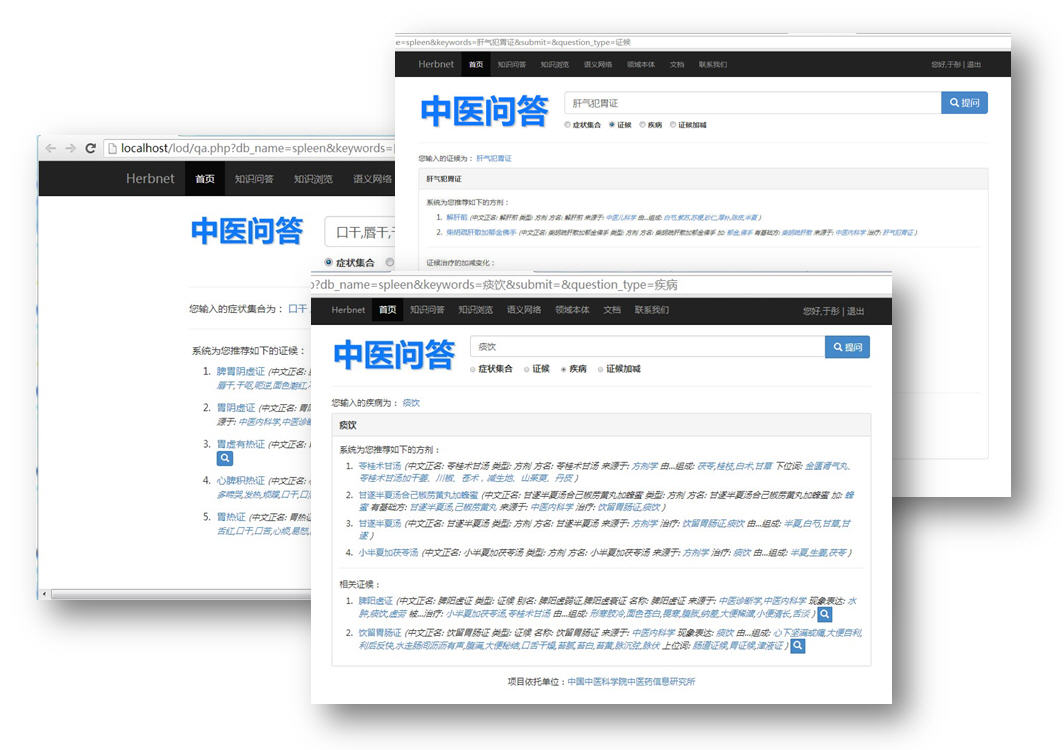 e=spleen&keywords=肝气犯胃证&submit=&question_type=证候
Herbnet 首页 知识问答 知识浏览 语义网络 领域本体 文档 联系我们 您好,于彤 | 退出
中医问答 肝气犯胃证 提问
症状集合 证候 疾病 证候加减
您输入的证候为： 肝气犯胃证
肝气犯胃证
系统为您推荐如下的方剂：
1. 解肝煎 (中文正名: 解肝煎 类型: 方剂 方名: 解肝煎 来源于: 中医儿科学 由...组成: 白芍,紫苏,苏梗,砂仁,厚朴,陈皮,半夏 )
2. 柴胡疏肝散加郁金佛手 (中文正名: 柴胡疏肝散加郁金佛手 类型: 方剂 方名: 柴胡疏肝散加郁金佛手 加: 郁金,佛手 有基础方: 柴胡疏肝散 来源于: 中医内科学 治疗: 肝气犯胃证 )
证候治疗的加减变化：
localhost/lod/qa.php?db_name=spleen&keywords=
Herbnet 首页 知识问答 知识浏览 语义网络
中医问答 口干,唇干,
症状集合
您输入的症状集合为： 口干
系统为您推荐如下的证候：
1. 脾胃阴虚证 (中文正名:
唇干,干呕,呃逆,面色潮红,
2. 胃阴虚证 (中文正名: 胃阴
源于: 中医内科学,中医诊断
3. 胃虚有热证 (中文正名:
4. 心脾积热证 (中文正名:
多啼哭,发热,烦躁,口干,口
5. 胃热证 (中文正名: 胃热证
舌红,口干,口苦,心烦,易怒,
p?db_name=spleen&keywords=痰饮&submit=&question_type=疾病
Herbnet 首页 知识问答 知识浏览 语义网络 领域本体 文档 联系我们 您好,于彤 | 退出
中医问答 痰饮 提问
症状集合 证候 疾病 证候加减
您输入的疾病为： 痰饮
痰饮
系统为您推荐如下的方剂：
1. 苓桂术甘汤 (中文正名: 苓桂术甘汤 类型: 方剂 方名: 苓桂术甘汤 来源于: 方剂学 由...组成: 茯苓,桂枝,白术,甘草 下位词: 金匮肾气丸、
苓桂术甘汤加干姜、川椒、苍术，减生地、山茱萸、丹皮 )
2. 甘遂半夏汤合己椒苈黄丸加蜂蜜 (中文正名: 甘遂半夏汤合己椒苈黄丸加蜂蜜 类型: 方剂 方名: 甘遂半夏汤合己椒苈黄丸加蜂蜜 加: 蜂
蜜 有基础方: 甘遂半夏汤,己椒苈黄丸 来源于: 中医内科学 治疗: 饮留胃肠证,痰饮 )
3. 甘遂半夏汤 (中文正名: 甘遂半夏汤 类型: 方剂 方名: 甘遂半夏汤 来源于: 方剂学 治疗: 饮留胃肠证,痰饮 由...组成: 半夏,白芍,甘草,甘
遂 )
4. 小半夏加茯苓汤 (中文正名: 小半夏加茯苓汤 类型: 方剂 方名: 小半夏加茯苓汤 来源于: 方剂学 治疗: 痰饮 由...组成: 半夏,生姜,茯苓 )
相关证候：
1. 脾阳虚证 (中文正名: 脾阳虚证 类型: 证候 别名: 脾阳虚弱证,脾阳虚衰证 名称: 脾阳虚证 来源于: 中医诊断学,中医内科学 现象表达: 水
肿,痰饮,虚劳 被...治疗: 小半夏加茯苓汤,苓桂术甘汤 由...组成: 形寒肢冷,面色苍白,畏寒,腹胀,纳差,大便稀溏,小便清长,舌淡 )
2. 饮留胃肠证 (中文正名: 饮留胃肠证 类型: 证候 名称: 饮留胃肠证 来源于: 中医内科学 现象表达: 痰饮 由...组成: 心下坚满或痛,大便自利,
利后反快,水走肠间沥沥有声,腹满,大便秘结,口舌干燥,苔腻,苔白,苔黄,脉沉弦,脉伏 上位词: 肠道证候,胃证候,津液证 )
项目依托单位：中国中医科学院中医药信息研究所